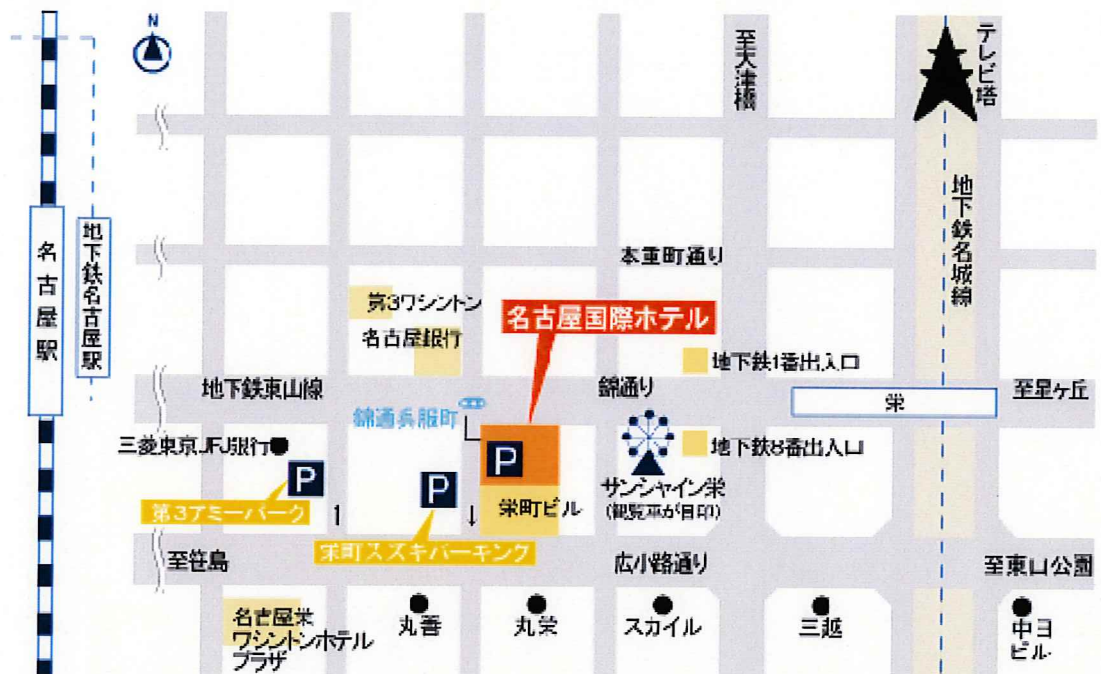 N
至大津橋
テレビ塔
地下鉄名城線
名古屋駅
地下鉄名古屋駅
本重町通り
第3ワシントン
名古屋国際ホテル
名古屋銀行
地下鉄1番出入口
地下鉄東山線
錦通り
栄
至星ヶ丘
錦通呉服町
三菱東京UFJ銀行
P
P
P
地下鉄8番出入口
サンシャイン栄
(観覧車が目印)
第3アミーパーク
↑
↓
栄町ビル
栄町スズキパーキング
至笹島
広小路通り
至東山公園
名古屋栄
ワシントンホテル
プラザ
丸善
丸栄
スカイル
三越
中日
ビル